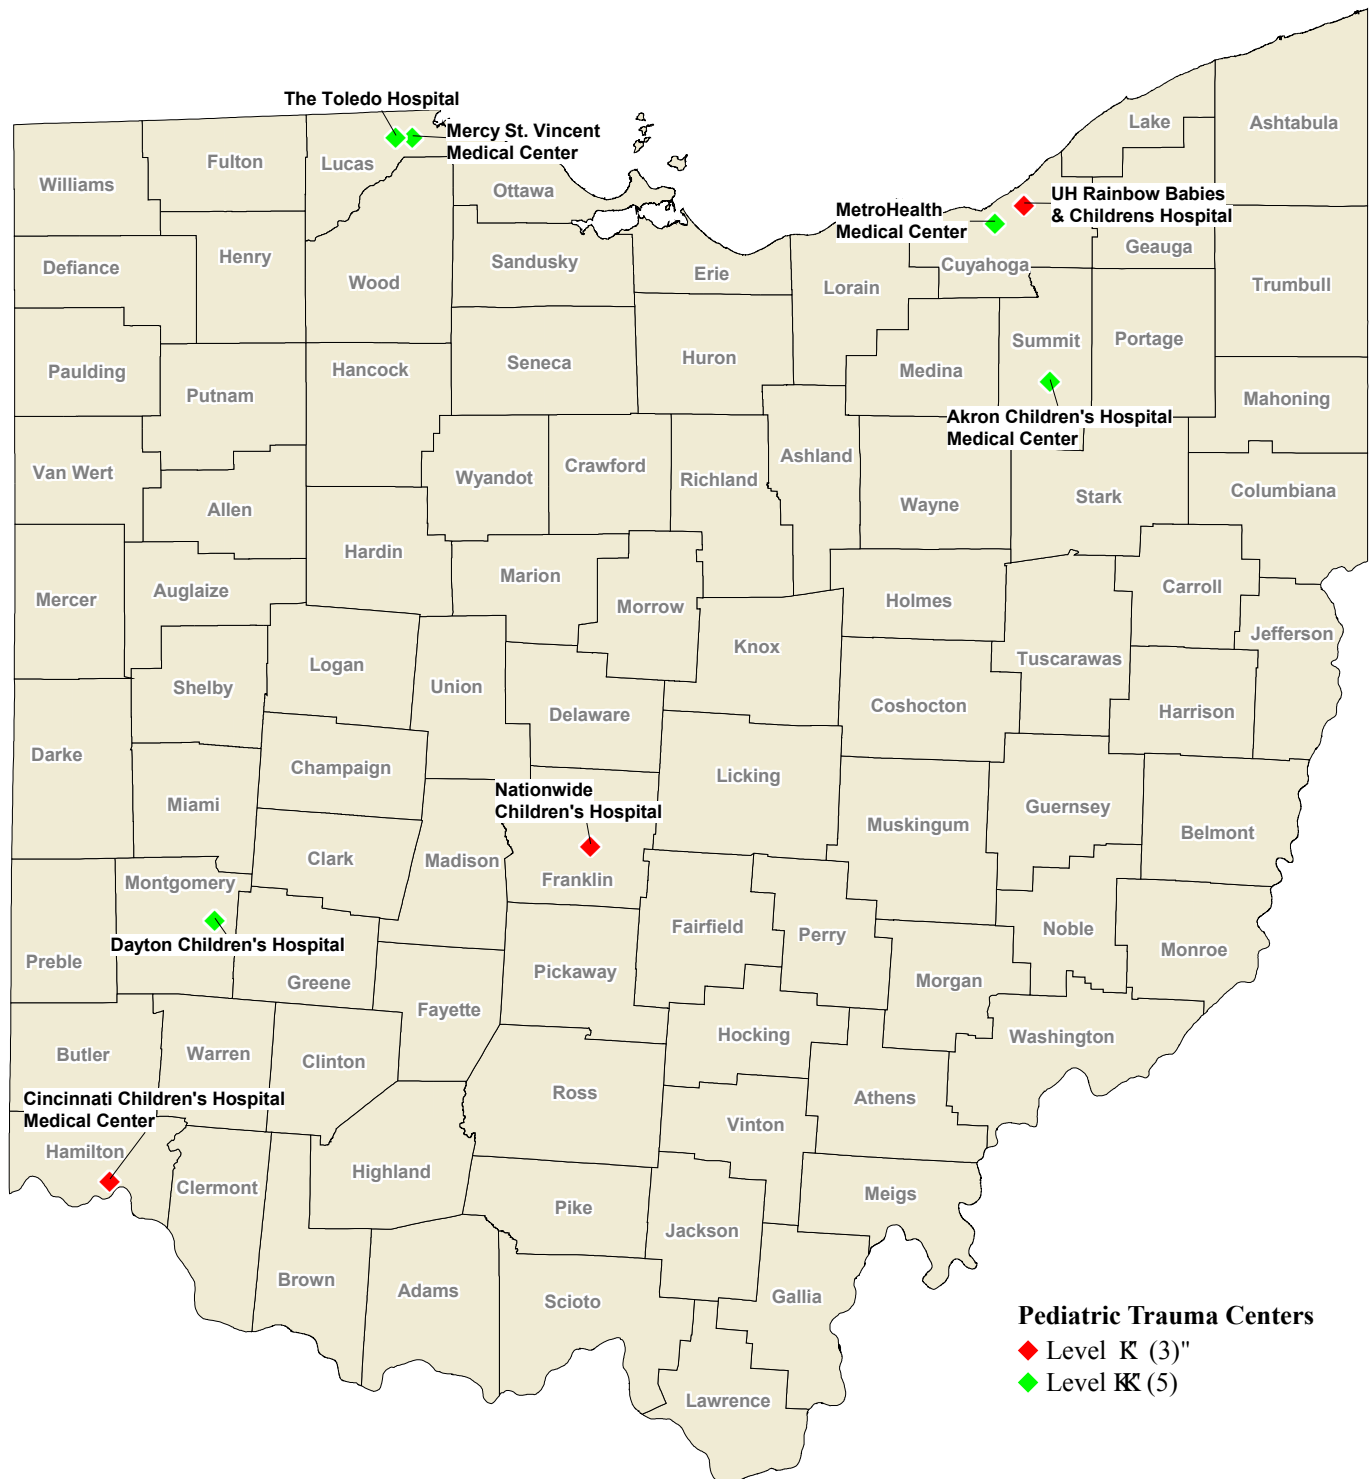 The Toledo Hospital
Mercy St. Vincent
Medical Center
Lake
Ashtabula
Fulton
Lucas
Williams
Ottawa
UH Rainbow Babies
& Childrens Hospital
MetroHealth
Medical Center
Geauga
Henry
Defiance
Sandusky
Erie
Cuyahoga
Wood
Lorain
Trumbull
Summit
Portage
Paulding
Hancock
Seneca
Huron
Medina
Putnam
Mahoning
Akron Children's Hospital
Medical Center
Van Wert
Wyandot
Crawford
Richland
Ashland
Wayne
Stark
Columbiana
Allen
Hardin
Marion
Mercer
Auglaize
Morrow
Holmes
Carroll
Jefferson
Logan
Knox
Tuscarawas
Shelby
Union
Delaware
Coshocton
Harrison
Darke
Champaign
Licking
Nationwide
Children's Hospital
Miami
Guernsey
Muskingum
Belmont
Clark
Madison
Franklin
Montgomery
Dayton Children's Hospital
Fairfield
Perry
Noble
Monroe
Preble
Greene
Pickaway
Morgan
Fayette
Hocking
Washington
Butler
Warren
Clinton
Ross
Athens
Cincinnati Children's Hospital
Medical Center
Vinton
Hamilton
Highland
Clermont
Meigs
Pike
Jackson
Brown
Adams
Scioto
Gallia
Lawrence
Pediatric Trauma Centers
Level K" (3)"
Level KK" (5)